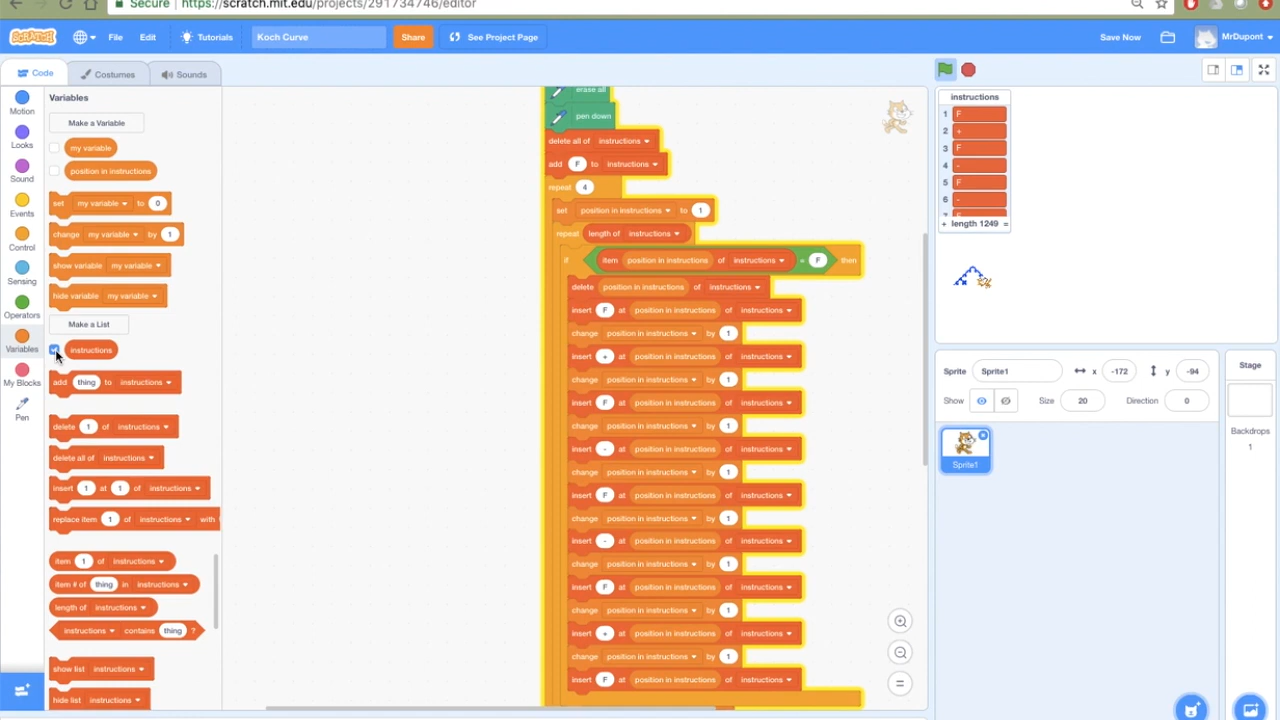 Secure https://scratch.mit.edu/projects/291734746/editor
SCRATCH File Edit Tutorials Koch Curve Share See Project Page Save Now MrDupont
Code Costumes Sounds
Motion
Looks
Sound
Events
Control
Sensing
Operators
Variables
My Blocks
Pen
Variables
Make a Variable
my variable
position in instructions
set my variable to 0
change my variable by 1
show variable my variable
hide variable my variable
Make a List
instructions
add thing to instructions
delete 1 of instructions
delete all of instructions
insert 1 at 1 of instructions
replace item 1 of instructions with
item 1 of instructions
item # of thing in instructions
length of instructions
instructions contains thing ?
show list instructions
hide list instructions
erase all
pen down
delete all of instructions
add F to instructions
repeat 4
set position in instructions to 1
repeat length of instructions
if item position in instructions of instructions = F then
delete position in instructions of instructions
insert F at position in instructions of instructions
change position in instructions by 1
insert + at position in instructions of instructions
change position in instructions by 1
insert F at position in instructions of instructions
change position in instructions by 1
insert - at position in instructions of instructions
change position in instructions by 1
insert F at position in instructions of instructions
change position in instructions by 1
insert - at position in instructions of instructions
change position in instructions by 1
insert F at position in instructions of instructions
change position in instructions by 1
insert + at position in instructions of instructions
change position in instructions by 1
insert F at position in instructions of instructions
instructions
1 F
2 +
3 F
4 -
5 F
6 -
+ length 1249 =
Sprite Sprite1 x -172 y -94
Show Size 20 Direction 0
Sprite1
Stage
Backdrops
1